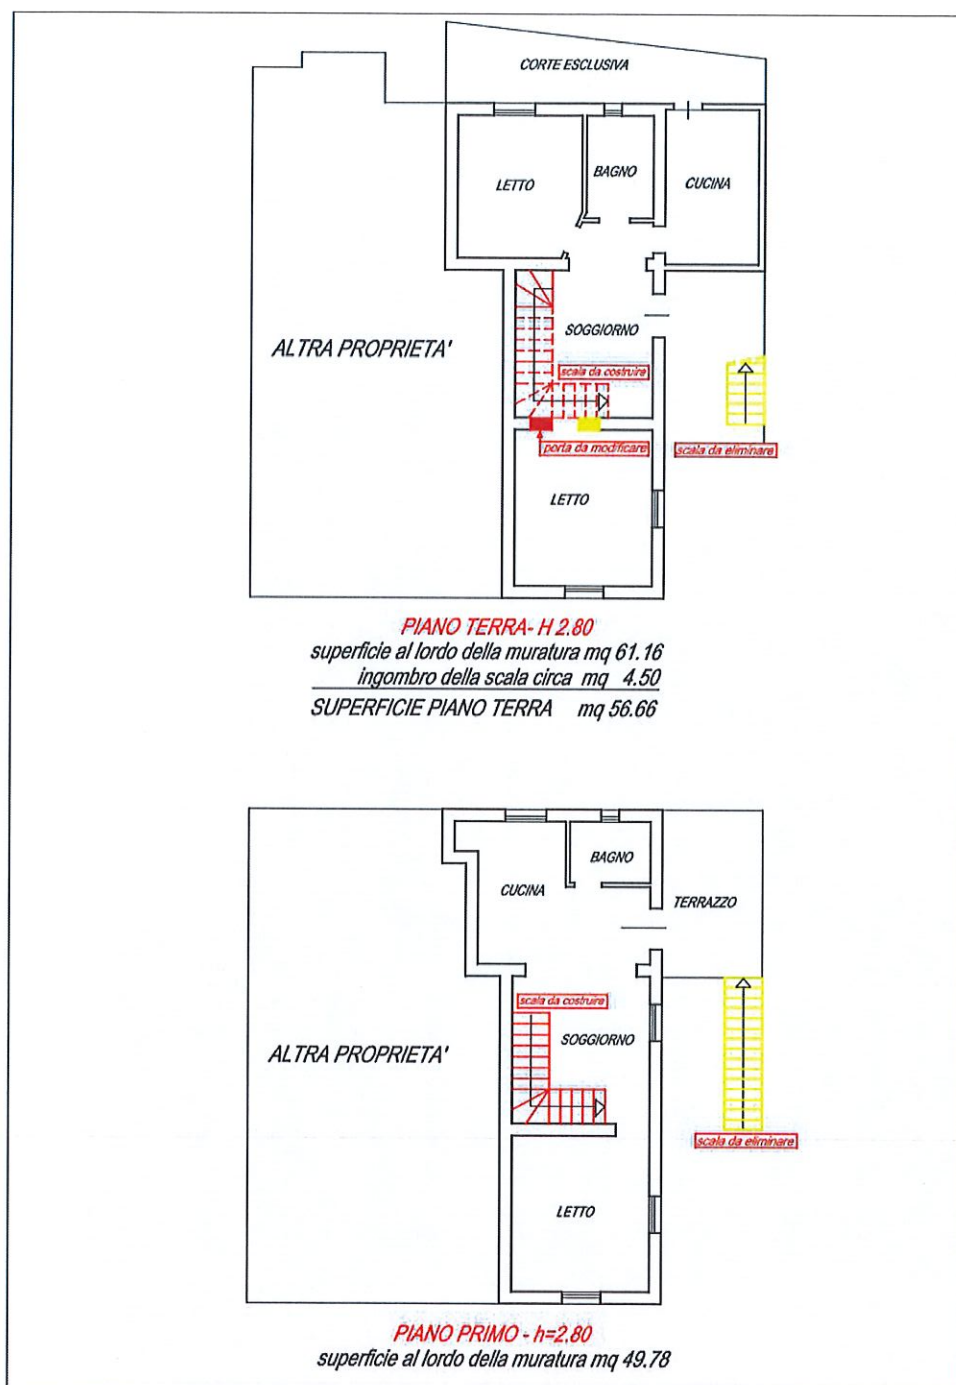 CORTE ESCLUSIVA
LETTO
BAGNO
CUCINA
ALTRA PROPRIETA'
SOGGIORNO
scala da costruire
porta da modificare
scala da eliminare
LETTO
PIANO TERRA- H 2.80
superficie al lordo della muratura mq 61.16
ingombro della scala circa mq 4.50
SUPERFICIE PIANO TERRA mq 56.66
BAGNO
CUCINA
TERRAZZO
scala da costruire
SOGGIORNO
ALTRA PROPRIETA'
scala da eliminare
LETTO
PIANO PRIMO - h=2.80
superficie al lordo della muratura mq 49.78